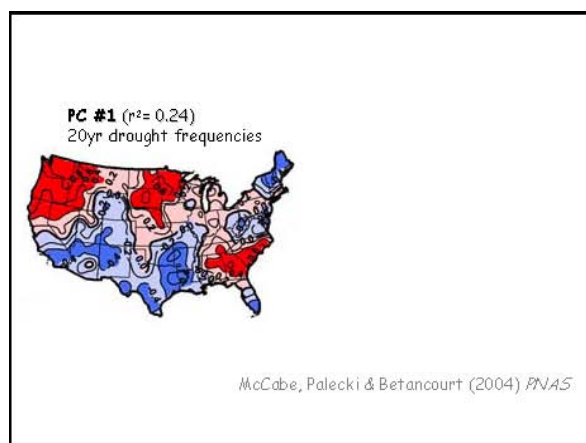 PC #1 (r²= 0.24)
20yr drought frequencies
McCabe, Palecki & Betancourt (2004) PNAS